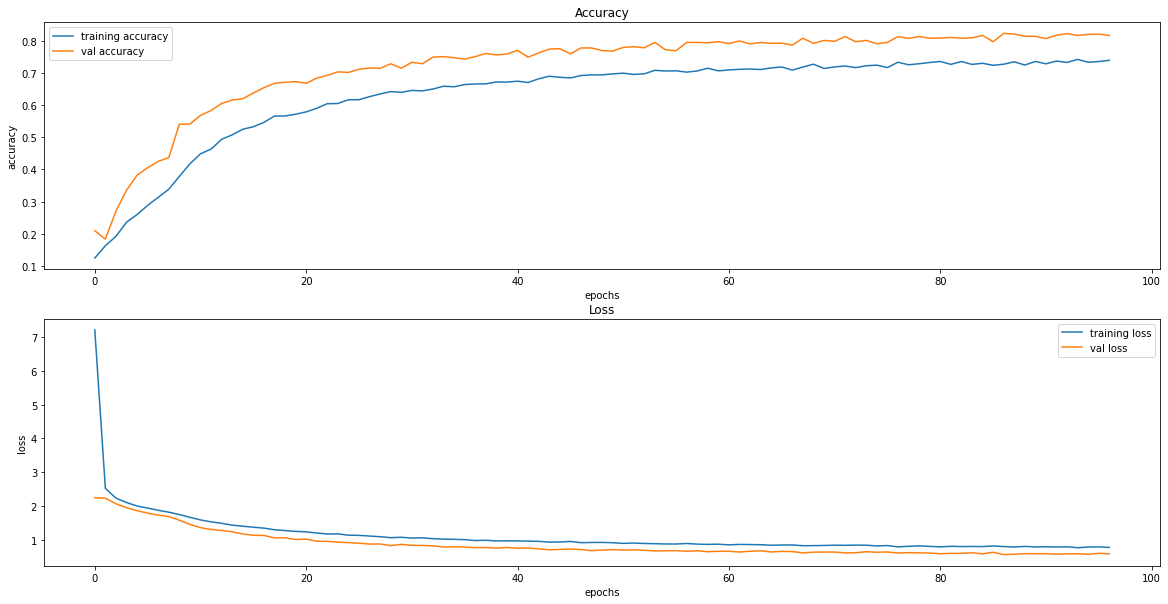 Accuracy
training accuracy
val accuracy
accuracy
0.8
0.7
0.6
0.5
0.4
0.3
0.2
0.1
0 20 40 60 80 100
epochs
Loss
training loss
val loss
loss
7
6
5
4
3
2
1
0 20 40 60 80 100
epochs